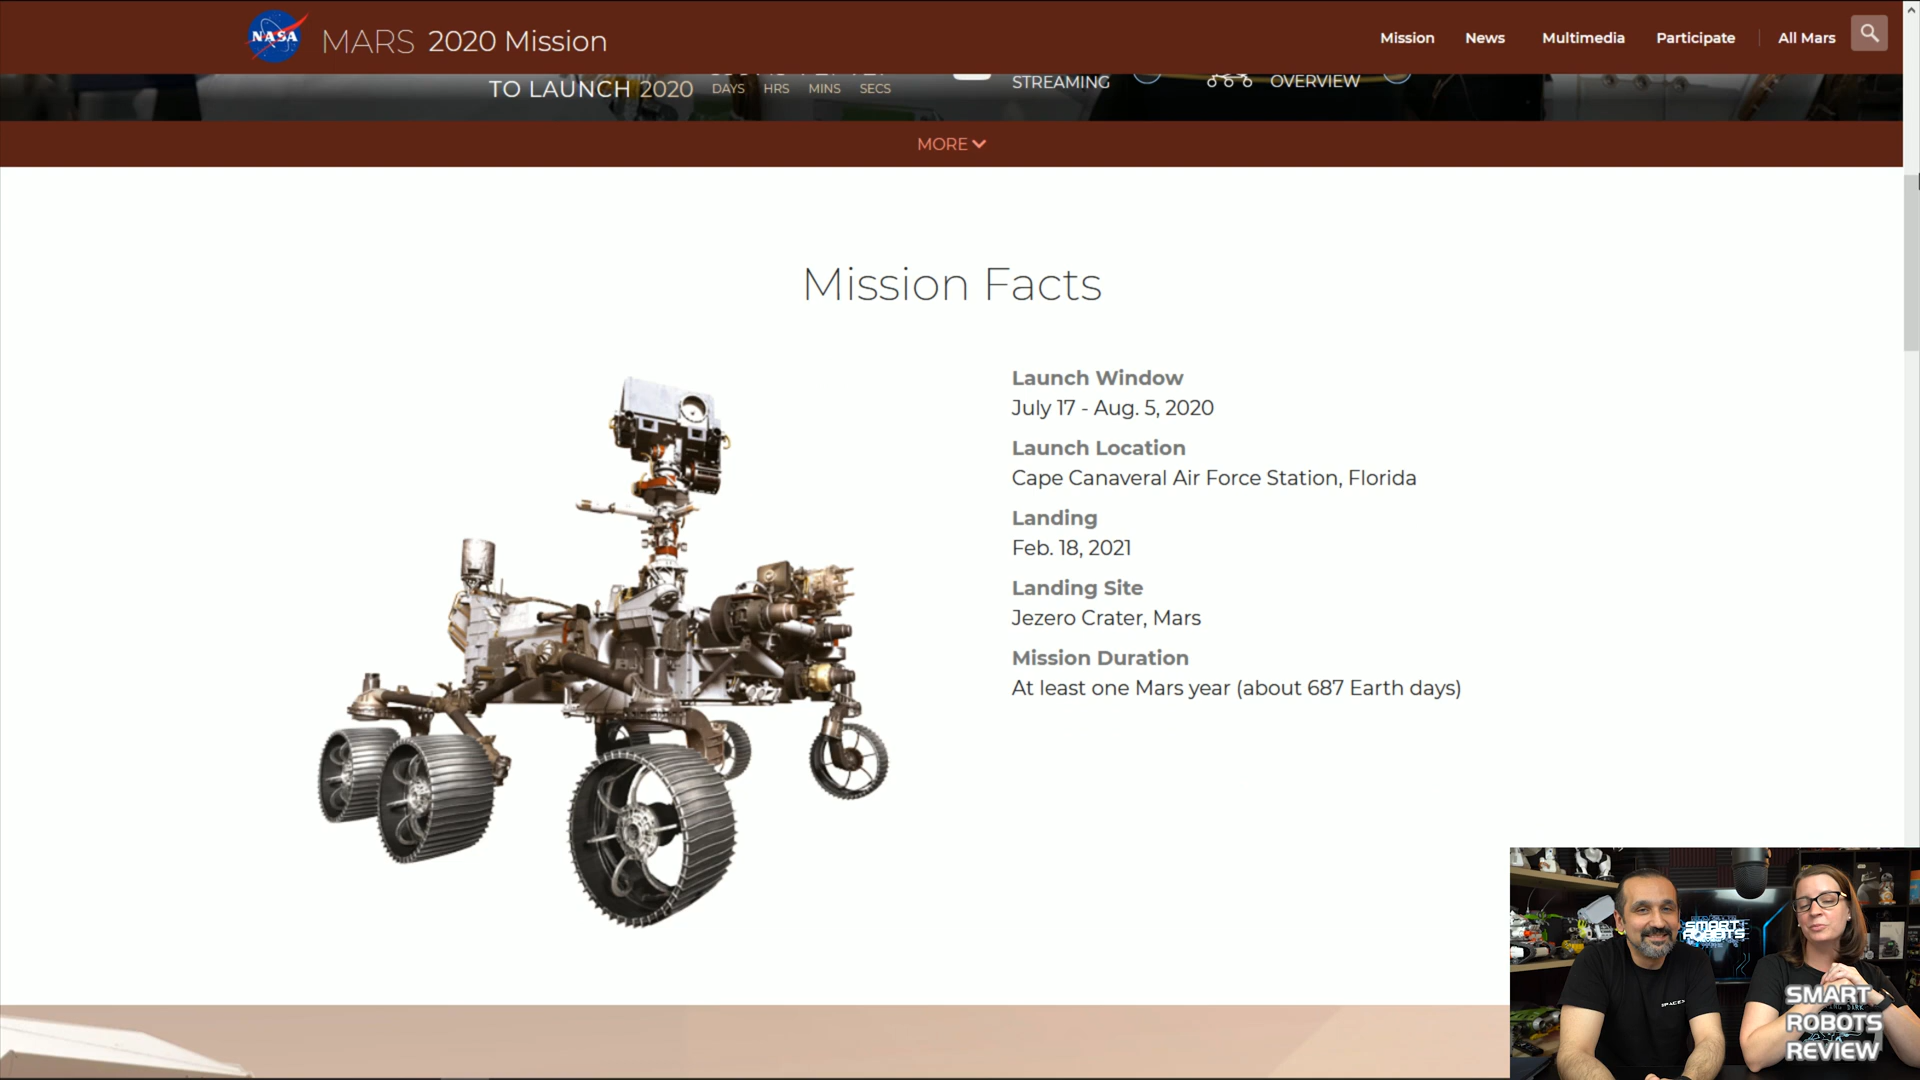 NASA
MARS 2020 Mission
Mission
News
Multimedia
Participate
All Mars
TO LAUNCH 2020
DAYS HRS MINS SECS
STREAMING
OVERVIEW
MORE
Mission Facts
Launch Window
July 17 - Aug. 5, 2020
Launch Location
Cape Canaveral Air Force Station, Florida
Landing
Feb. 18, 2021
Landing Site
Jezero Crater, Mars
Mission Duration
At least one Mars year (about 687 Earth days)
SMART
ROBOTS
SMART
ROBOTS
REVIEW